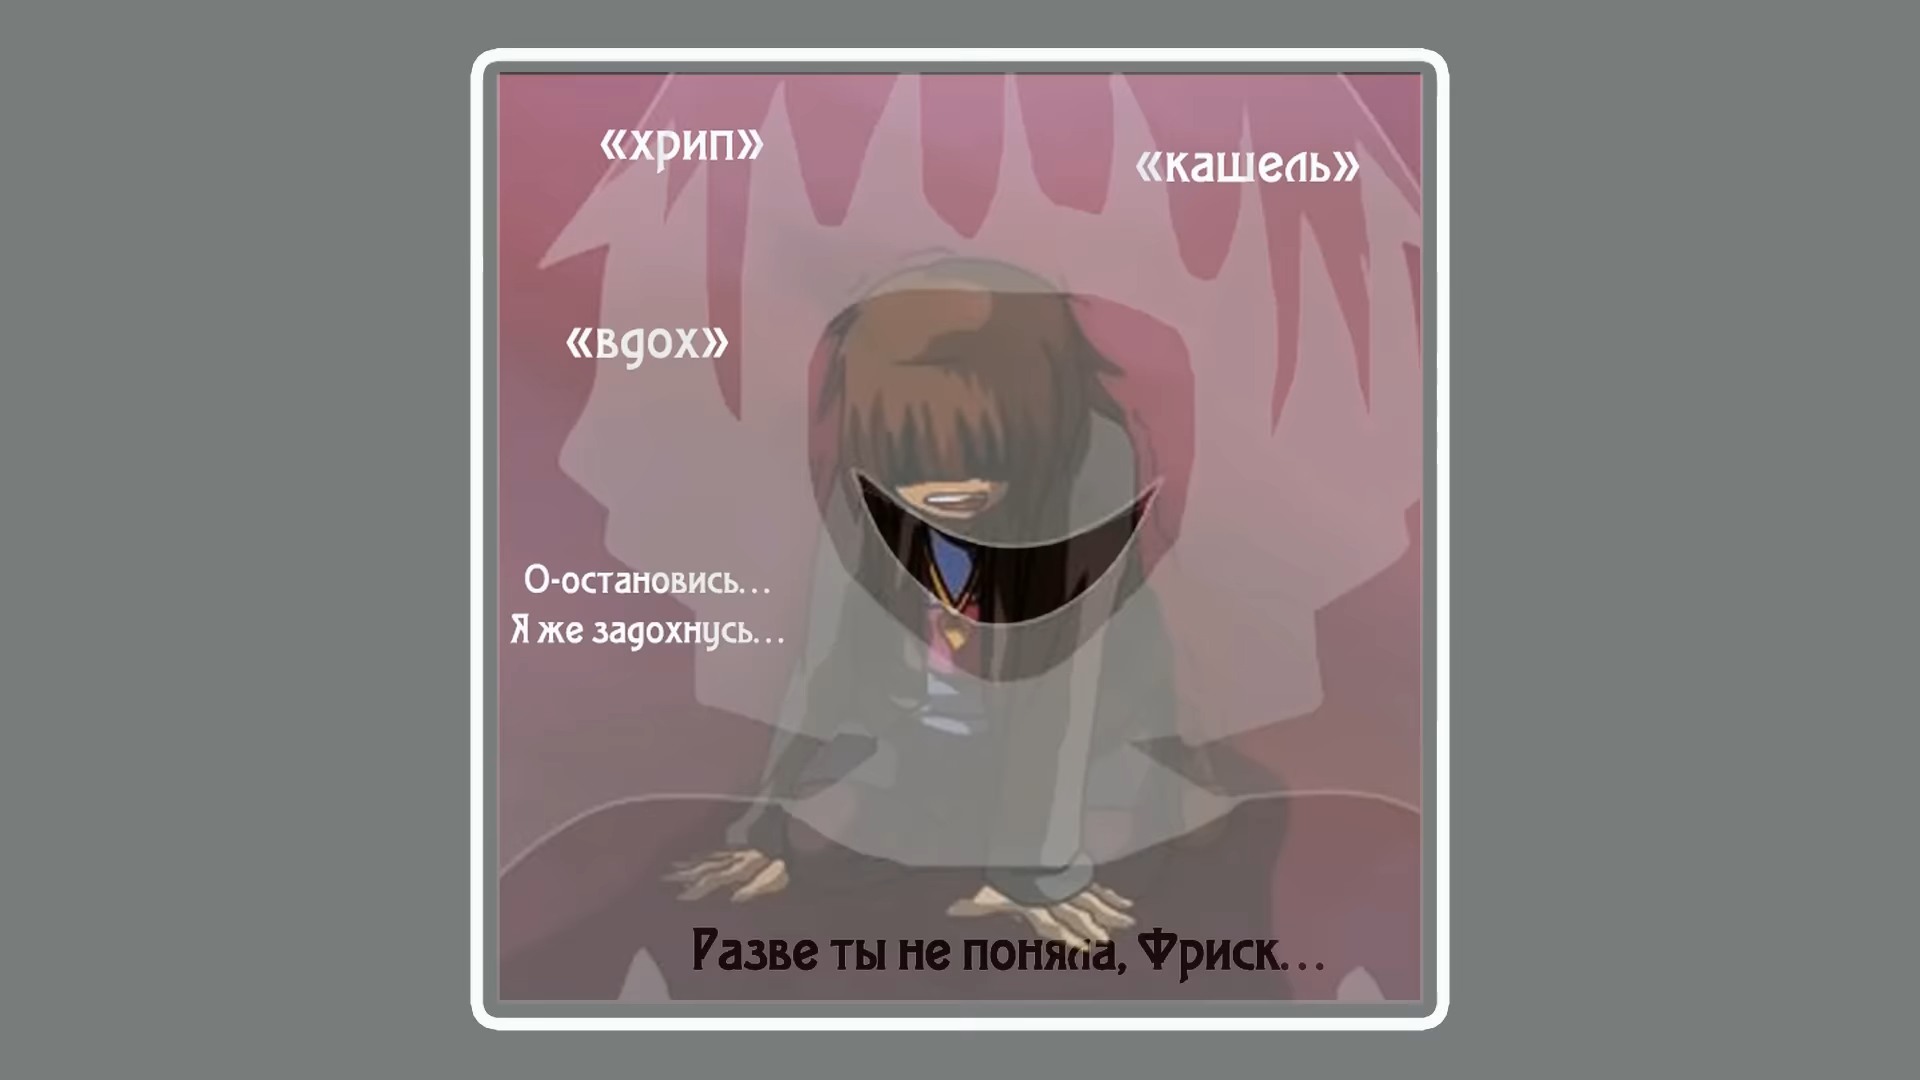 «хрип»
«кашель»
«вдох»
О-остановись...
Я же задохнусь...
Разве ты не поняла, Фриск...